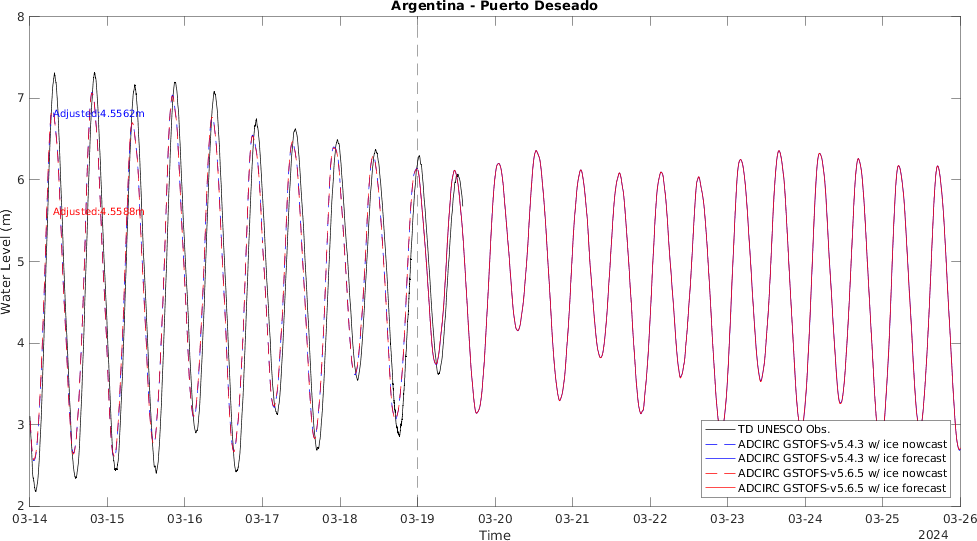 Argentina - Puerto Deseado
8
7
6
5
4
3
2
Water Level (m)
Adjusted:4.5562m
Adjusted:4.5588m
TD UNESCO Obs.
ADCIRC GSTOFS-v5.4.3 w/ ice nowcast
ADCIRC GSTOFS-v5.4.3 w/ ice forecast
ADCIRC GSTOFS-v5.6.5 w/ ice nowcast
ADCIRC GSTOFS-v5.6.5 w/ ice forecast
03-14 03-15 03-16 03-17 03-18 03-19 03-20 03-21 03-22 03-23 03-24 03-25 03-26
Time
2024